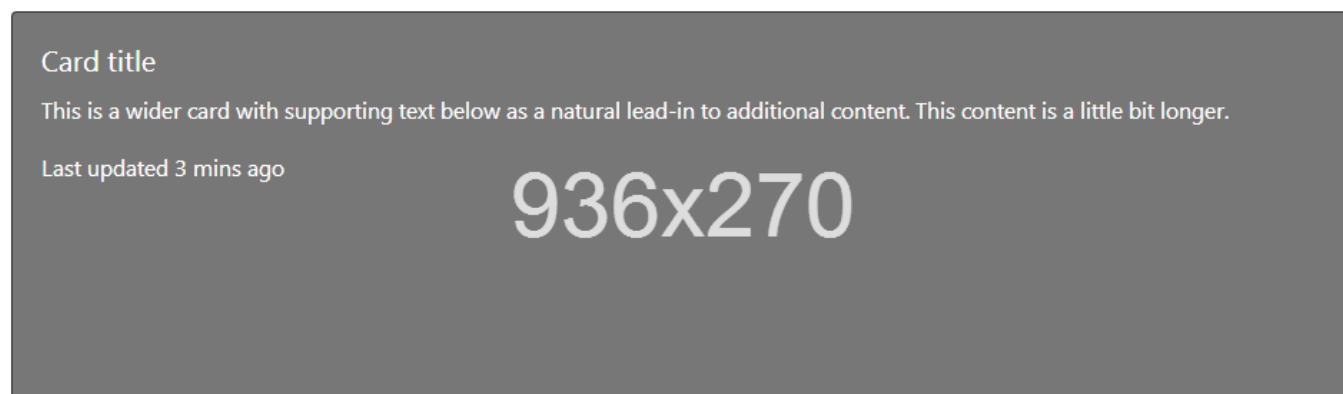 Card title
This is a wider card with supporting text below as a natural lead-in to additional content. This content is a little bit longer.
Last updated 3 mins ago
936x270